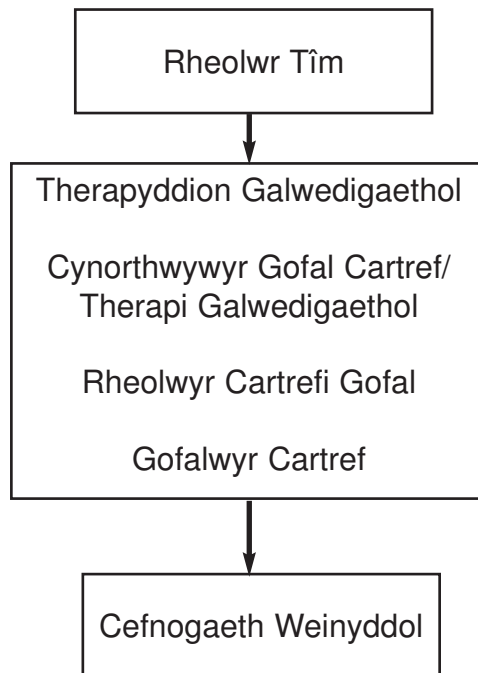 Rheolwr Tîm
Therapyddion Galwedigaethol
Cynorthwywyr Gofal Cartref/
Therapi Galwedigaethol
Rheolwyr Cartrefi Gofal
Gofalwyr Cartref
Cefnogaeth Weinyddol